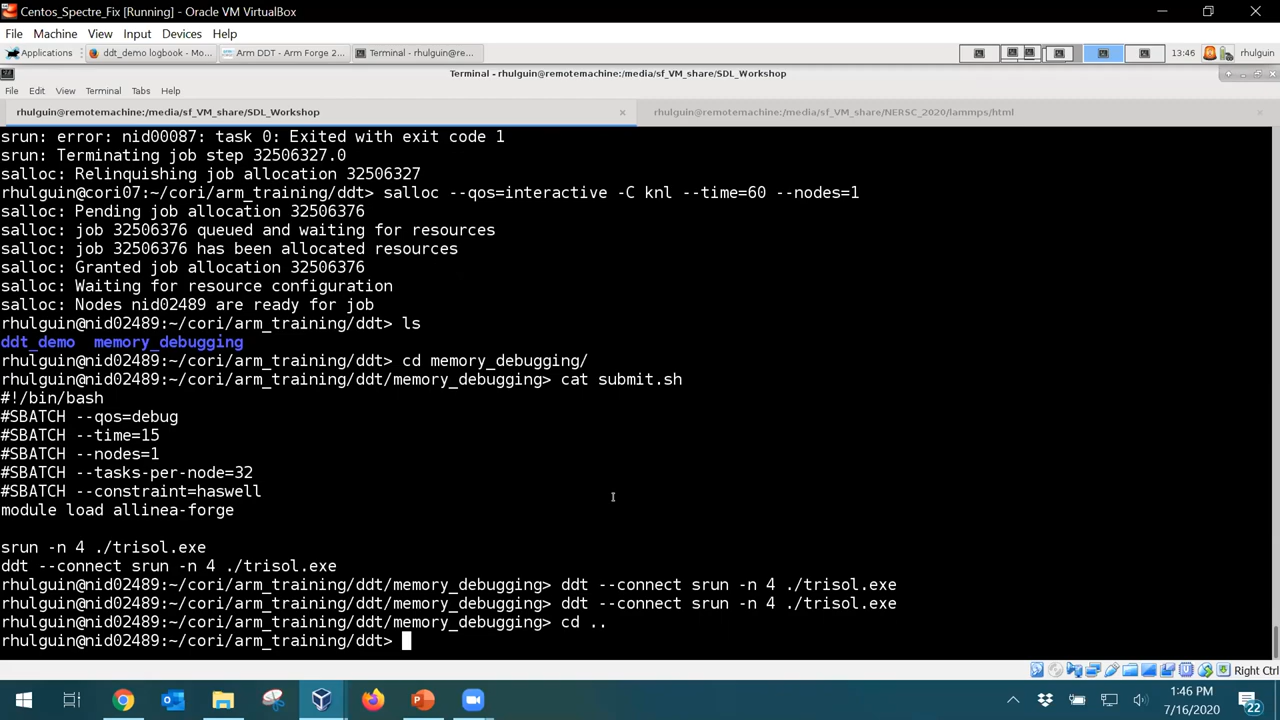 Centos_Spectre_Fix [Running] - Oracle VM VirtualBox
File Machine View Input Devices Help
Applications ddt_demo logbook - Mo... Arm DDT - Arm Forge 2... Terminal - rhulguin@re... 13:46 rhulguin
Terminal - rhulguin@remotemachine:/media/sf_VM_share/SDL_Workshop
File Edit View Terminal Tabs Help
rhulguin@remotemachine:/media/sf_VM_share/SDL_Workshop rhulguin@remotemachine:/media/sf_VM_share/NERSC_2020/lammps/html
srun: error: nid00087: task 0: Exited with exit code 1
srun: Terminating job step 32506327.0
salloc: Relinquishing job allocation 32506327
rhulguin@cori07:~/cori/arm_training/ddt> salloc --qos=interactive -C knl --time=60 --nodes=1
salloc: Pending job allocation 32506376
salloc: job 32506376 queued and waiting for resources
salloc: job 32506376 has been allocated resources
salloc: Granted job allocation 32506376
salloc: Waiting for resource configuration
salloc: Nodes nid02489 are ready for job
rhulguin@nid02489:~/cori/arm_training/ddt> ls
ddt_demo memory_debugging
rhulguin@nid02489:~/cori/arm_training/ddt> cd memory_debugging/
rhulguin@nid02489:~/cori/arm_training/ddt/memory_debugging> cat submit.sh
#!/bin/bash
#SBATCH --qos=debug
#SBATCH --time=15
#SBATCH --nodes=1
#SBATCH --tasks-per-node=32
#SBATCH --constraint=haswell
module load allinea-forge
srun -n 4 ./trisol.exe
ddt --connect srun -n 4 ./trisol.exe
rhulguin@nid02489:~/cori/arm_training/ddt/memory_debugging> ddt --connect srun -n 4 ./trisol.exe
rhulguin@nid02489:~/cori/arm_training/ddt/memory_debugging> ddt --connect srun -n 4 ./trisol.exe
rhulguin@nid02489:~/cori/arm_training/ddt/memory_debugging> cd ..
rhulguin@nid02489:~/cori/arm_training/ddt>
Right Ctrl
1:46 PM
7/16/2020
22